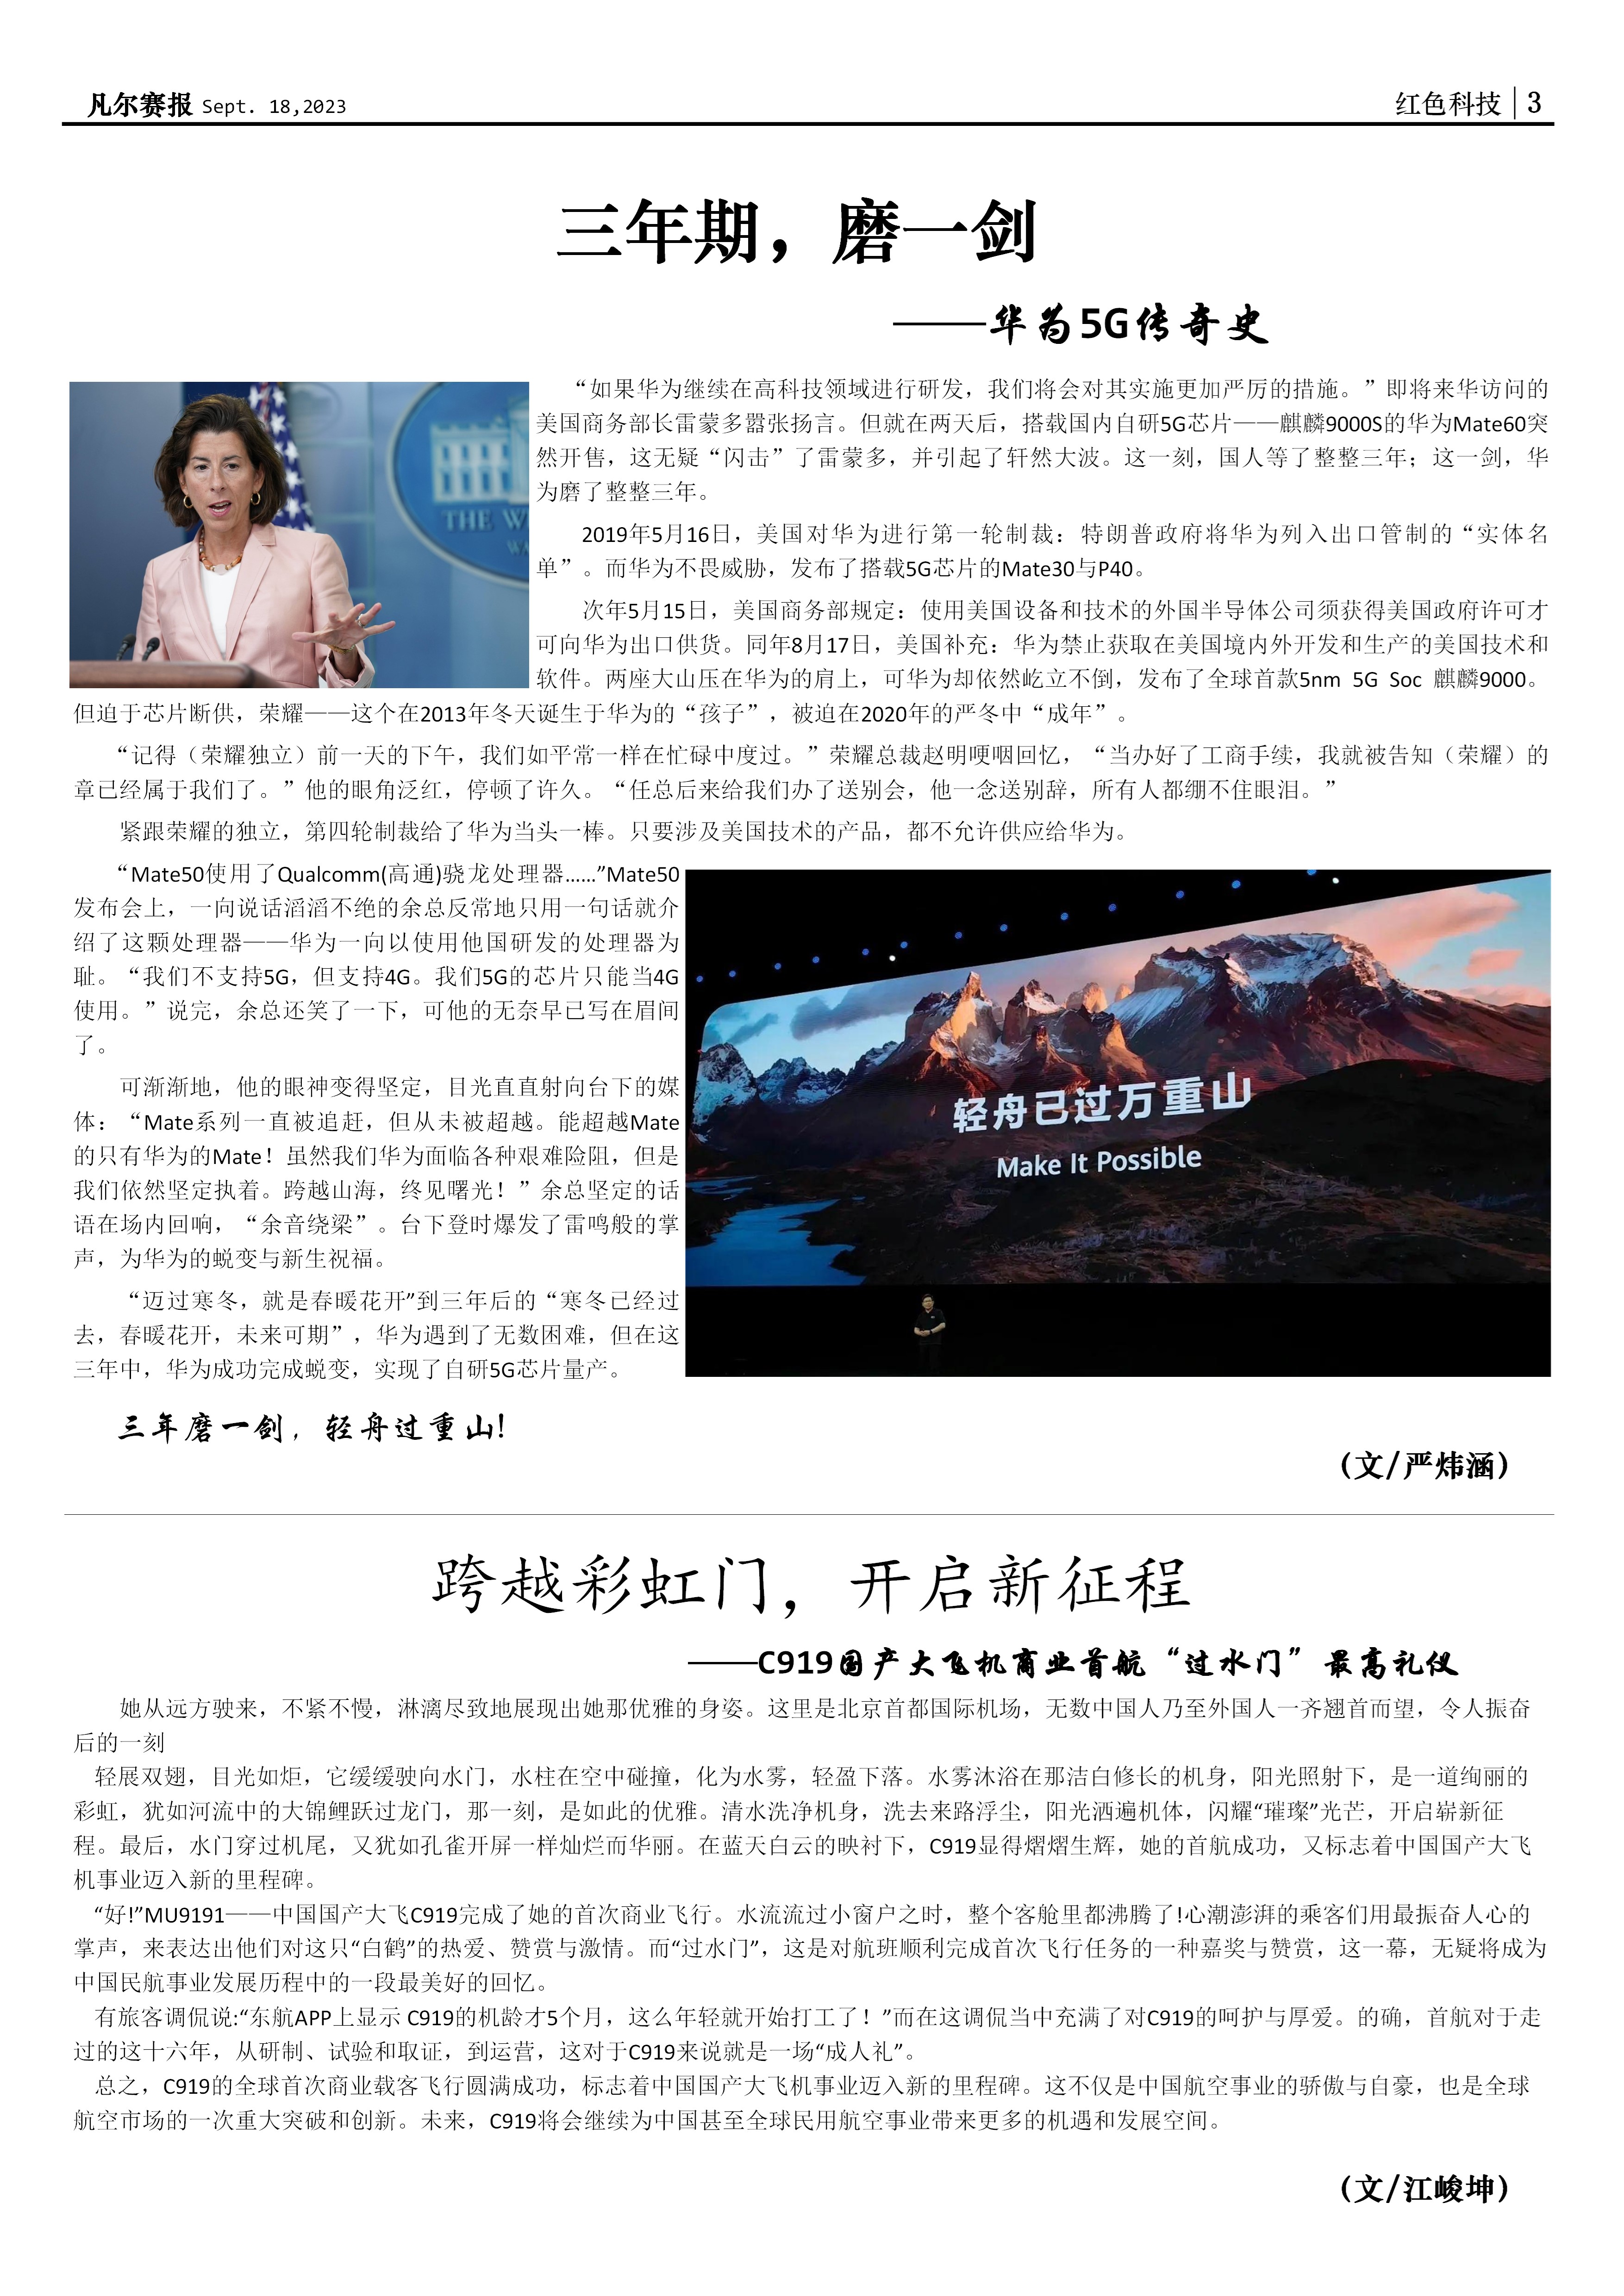 凡尔赛报 Sept. 18,2023
红色科技 | 3
三年期，磨一剑
——华为5G传奇史
“如果华为继续在高科技领域进行研发，我们将会对其实施更加严厉的措施。”即将来华访问的
美国商务部长雷蒙多嚣张扬言。但就在两天后，搭载国内自研5G芯片——麒麟9000S的华为Mate60突
然开售，这无疑“闪击”了雷蒙多，并引起了轩然大波。这一刻，国人等了整整三年；这一剑，华
为磨了整整三年。
2019年5月16日，美国对华为进行第一轮制裁：特朗普政府将华为列入出口管制的“实体名
单”。而华为不畏威胁，发布了搭载5G芯片的Mate30与P40。
次年5月15日，美国商务部规定：使用美国设备和技术的外国半导体公司须获得美国政府许可才
可向华为出口供货。同年8月17日，美国补充：华为禁止获取在美国境内外开发和生产的美国技术和
软件。两座大山压在华为的肩上，可华为却依然屹立不倒，发布了全球首款5nm 5G Soc 麒麟9000。
但迫于芯片断供，荣耀——这个在2013年冬天诞生于华为的“孩子”，被迫在2020年的严冬中“成年”。
“记得（荣耀独立）前一天的下午，我们如平常一样在忙碌中度过。”荣耀总裁赵明哽咽回忆，“当办好了工商手续，我就被告知（荣耀）的
章已经属于我们了。”他的眼角泛红，停顿了许久。“任总后来给我们办了送别会，他一念送别辞，所有人都绷不住眼泪。”
紧跟荣耀的独立，第四轮制裁给了华为当头一棒。只要涉及美国技术的产品，都不允许供应给华为。
“Mate50使用了Qualcomm(高通)骁龙处理器......”Mate50
发布会上，一向说话滔滔不绝的余总反常地只用一句话就介
绍了这颗处理器——华为一向以使用他国研发的处理器为
耻。“我们不支持5G，但支持4G。我们5G的芯片只能当4G
使用。”说完，余总还笑了一下，可他的无奈早已写在眉间
了。
可渐渐地，他的眼神变得坚定，目光直直射向台下的媒
体：“Mate系列一直被追赶，但从未被超越。能超越Mate
的只有华为的Mate！虽然我们华为面临各种艰难险阻，但是
我们依然坚定执着。跨越山海，终见曙光！”余总坚定的话
语在场内回响，“余音绕梁”。台下登时爆发了雷鸣般的掌
声，为华为的蜕变与新生祝福。
“迈过寒冬，就是春暖花开”到三年后的“寒冬已经过
去，春暖花开，未来可期”，华为遇到了无数困难，但在这
三年中，华为成功完成蜕变，实现了自研5G芯片量产。
三年磨一剑，轻舟过重山!
（文/严炜涵）
THE W
WA
轻舟已过万重山
Make It Possible
跨越彩虹门，开启新征程
——C919国产大飞机商业首航“过水门”最高礼仪
她从远方驶来，不紧不慢，淋漓尽致地展现出她那优雅的身姿。这里是北京首都国际机场，无数中国人乃至外国人一齐翘首而望，令人振奋
后的一刻
轻展双翅，目光如炬，它缓缓驶向水门，水柱在空中碰撞，化为水雾，轻盈下落。水雾沐浴在那洁白修长的机身，阳光照射下，是一道绚丽的
彩虹，犹如河流中的大锦鲤跃过龙门，那一刻，是如此的优雅。清水洗净机身，洗去来路浮尘，阳光洒遍机体，闪耀“璀璨”光芒，开启崭新征
程。最后，水门穿过机尾，又犹如孔雀开屏一样灿烂而华丽。在蓝天白云的映衬下，C919显得熠熠生辉，她的首航成功，又标志着中国国产大飞
机事业迈入新的里程碑。
“好!”MU9191——中国国产大飞C919完成了她的首次商业飞行。水流流过小窗户之时，整个客舱里都沸腾了!心潮澎湃的乘客们用最振奋人心的
掌声，来表达出他们对这只“白鹤”的热爱、赞赏与激情。而“过水门”，这是对航班顺利完成首次飞行任务的一种嘉奖与赞赏，这一幕，无疑将成为
中国民航事业发展历程中的一段最美好的回忆。
有旅客调侃说:“东航APP上显示 C919的机龄才5个月，这么年轻就开始打工了！”而在这调侃当中充满了对C919的呵护与厚爱。的确，首航对于走
过的这十六年，从研制、试验和取证，到运营，这对于C919来说就是一场“成人礼”。
总之，C919的全球首次商业载客飞行圆满成功，标志着中国国产大飞机事业迈入新的里程碑。这不仅是中国航空事业的骄傲与自豪，也是全球
航空市场的一次重大突破和创新。未来，C919将会继续为中国甚至全球民用航空事业带来更多的机遇和发展空间。
（文/江峻坤）